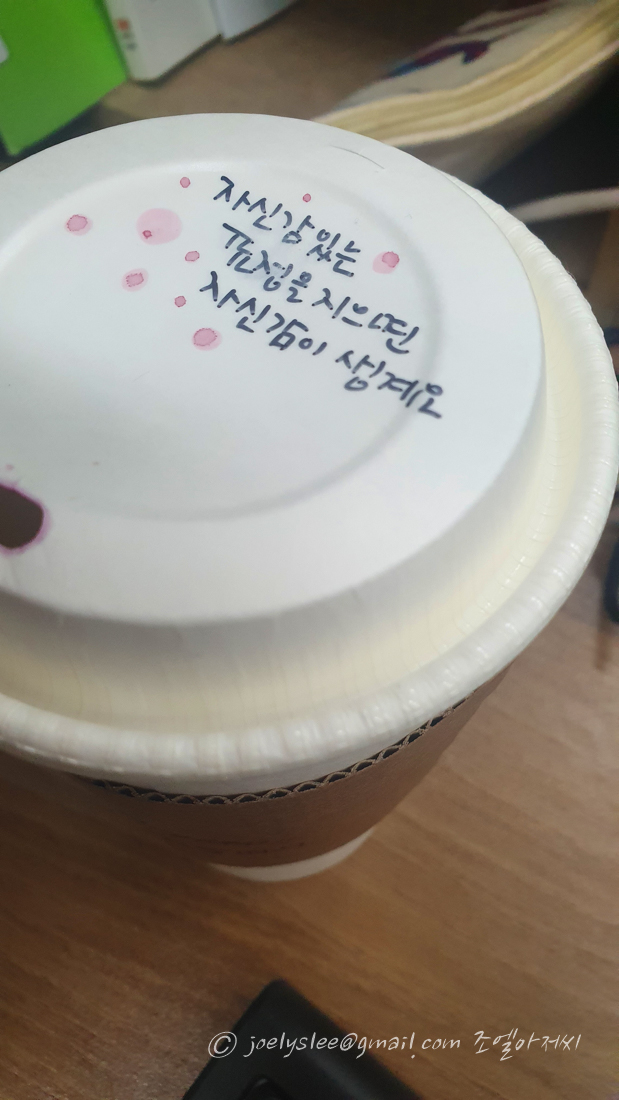 자신감 있는
표정을 지으면
자신감이 생겨요
© joelyslee@gmail.com 조엘아저씨